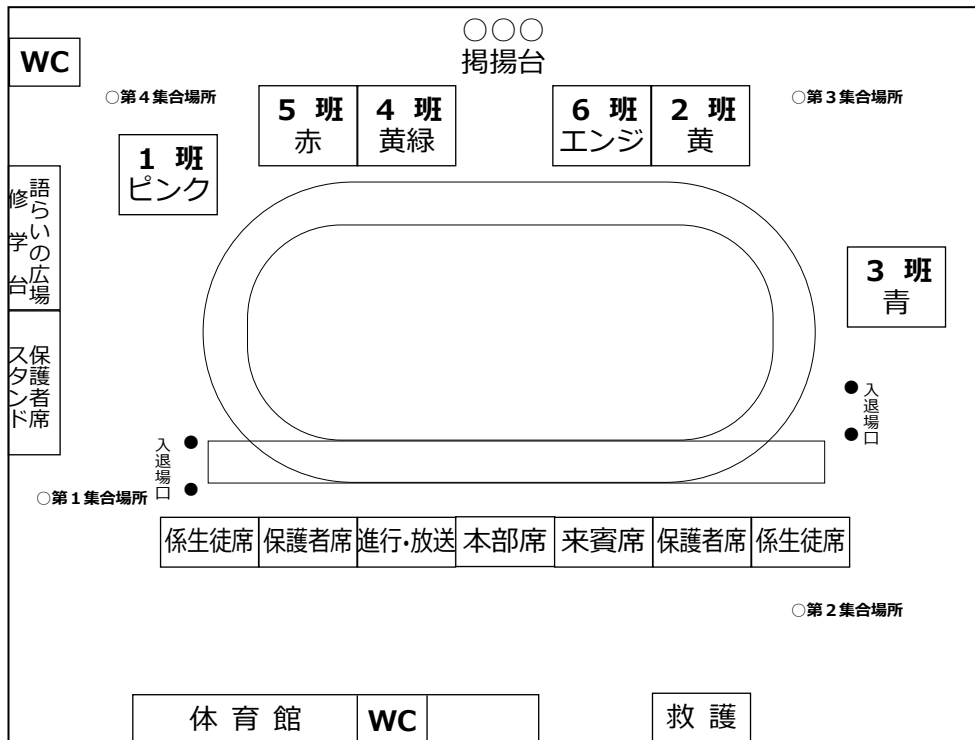 ○○○
掲揚台
WC
○第４集合場所
○第３集合場所
５ 班
赤
４ 班
黄緑
６ 班
エンジ
２ 班
黄
１ 班
ピンク
語らいの広場
修学台
３ 班
青
保護者席
スタンド
入退場口
入退場口
○第１集合場所
係生徒席
保護者席
進行・放送
本部席
来賓席
保護者席
係生徒席
○第２集合場所
体 育 館
WC
救 護